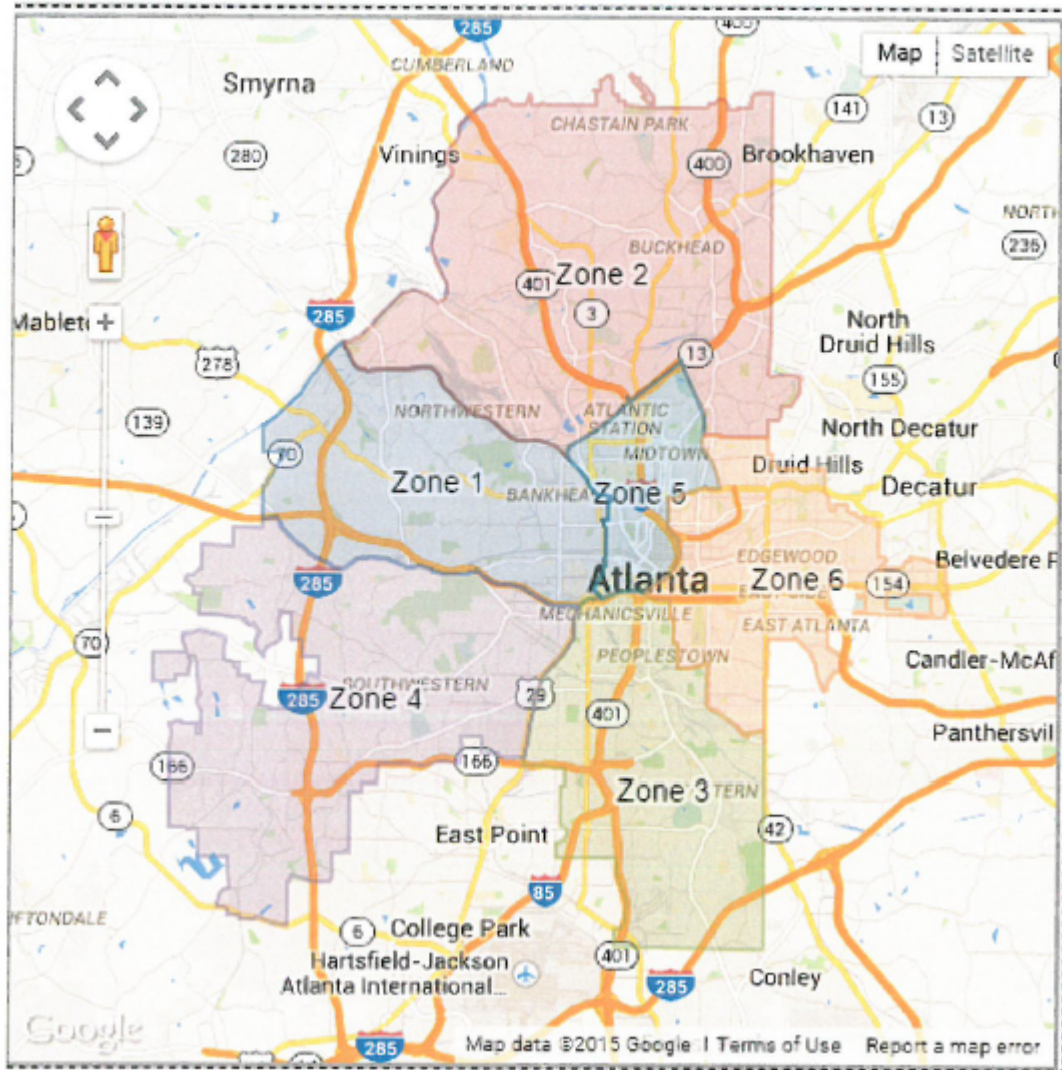 285
400
CUMBERLAND
Map
Satellite
Smyrna
CHASTAIN PARK
141
13
280
Vinings
400
Brookhaven
BUCKHEAD
236
Zone 2
401
3
285
North
Druid Hills
278
13
155
139
NORTHWESTERN
ATLANTIC
STATION
North Decatur
70
MIDTOWN
Druid Hills
Zone 1
BANKHEA
Zone 5
Decatur
EDGEWOOD
Belvedere
285
Atlanta
Zone 6
154
MECHANICSVILLE
EAST ATLANTA
70
PEOPLESTOWN
Candler-McAf
SOUTHWESTERN
285
Zone 4
29
401
Panthersvil
166
166
Zone 3
TERN
6
East Point
42
85
IFTONDALE
6
College Park
Hartsfield-Jackson
Atlanta International...
401
285
Conley
Google
285
Map data ©2015 Google
Terms of Use
Report a map error